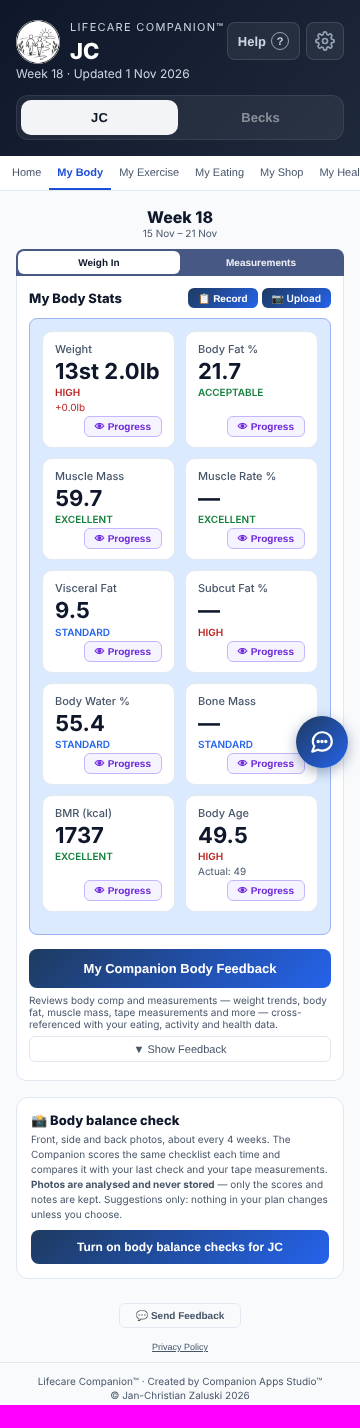 LIFECARE COMPANION™
JC
Help ?
Week 18 · Updated 1 Nov 2026
JC
Becks
Home
My Body
My Exercise
My Eating
My Shop
My Heal
Week 18
15 Nov – 21 Nov
Weigh In
Measurements
My Body Stats
📋 Record
📷 Upload
Weight
13st 2.0lb
HIGH
+0.0lb
👁 Progress
Body Fat %
21.7
ACCEPTABLE
👁 Progress
Muscle Mass
59.7
EXCELLENT
👁 Progress
Muscle Rate %
—
EXCELLENT
👁 Progress
Visceral Fat
9.5
STANDARD
👁 Progress
Subcut Fat %
—
HIGH
👁 Progress
Body Water %
55.4
STANDARD
👁 Progress
Bone Mass
—
STANDARD
👁 Progress
BMR (kcal)
1737
EXCELLENT
👁 Progress
Body Age
49.5
HIGH
Actual: 49
👁 Progress
My Companion Body Feedback
Reviews body comp and measurements — weight trends, body
fat, muscle mass, tape measurements and more — cross-
referenced with your eating, activity and health data.
▼ Show Feedback
📸 Body balance check
Front, side and back photos, about every 4 weeks. The
Companion scores the same checklist each time and
compares it with your last check and your tape measurements.
Photos are analysed and never stored — only the scores and
notes are kept. Suggestions only: nothing in your plan changes
unless you choose.
Turn on body balance checks for JC
💬 Send Feedback
Privacy Policy
Lifecare Companion™ · Created by Companion Apps Studio™
© Jan-Christian Zaluski 2026